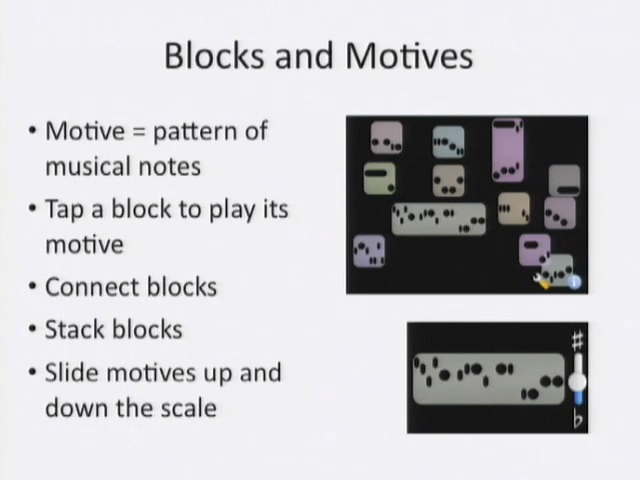 Blocks and Motives
• Motive = pattern of
musical notes
• Tap a block to play its
motive
• Connect blocks
• Stack blocks
• Slide motives up and
down the scale
♯
♭